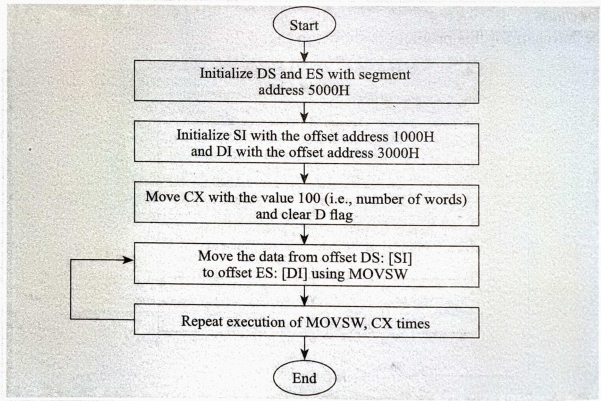 Start
Initialize DS and ES with segment
address 5000H
Initialize SI with the offset address 1000H
and DI with the offset address 3000H
Move CX with the value 100 (i.e., number of words)
and clear D flag
Move the data from offset DS: [SI]
to offset ES: [DI] using MOVSW
Repeat execution of MOVSW, CX times
End